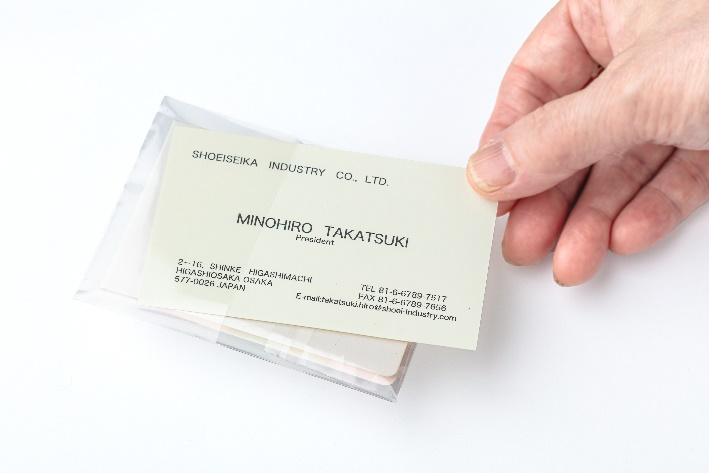 SHOEISEIKA INDUSTRY CO., LTD.
MINOHIRO TAKATSUKI
President
2-16, SHINKE HIGASHIMACHI
HIGASHIOSAKA OSAKA
577-0026 JAPAN
TEL 81-6-6789-7517
FAX 81-6-6789-7656
E-mail:takatsuki.hiro@shoei-industry.com